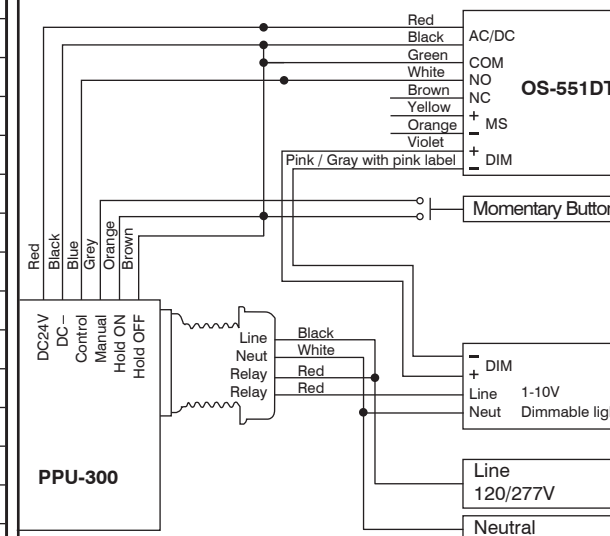 Red
Black
Green
White
Brown
Yellow
Orange
Violet
Pink / Gray with pink label
AC/DC
COM
NO
NC
+
−
MS
+
−
DIM
OS-551DT
Momentary Button
Red
Black
Blue
Grey
Orange
Brown
DC24V
DC −
Control
Manual
Hold ON
Hold OFF
PPU-300
Line
Neut
Relay
Relay
Black
White
Red
Red
−
+
DIM
Line 1-10V
Neut Dimmable lig
Line
120/277V
Neutral